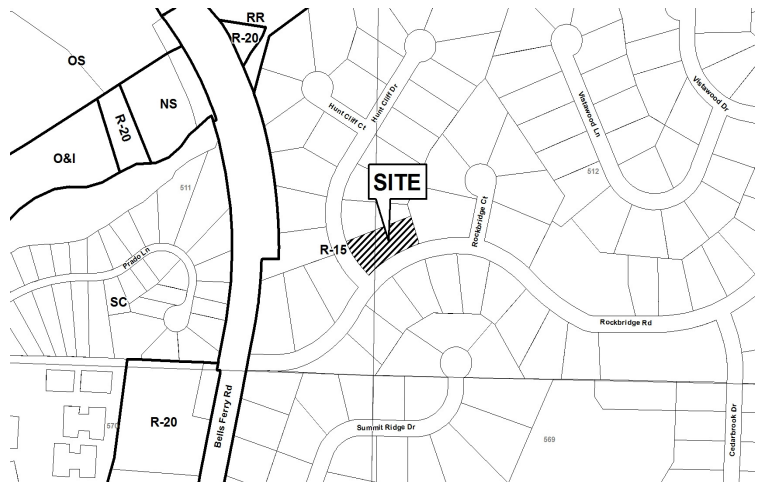 RR
R-20
OS
NS
R-20
O&I
Hunt Cliff Ct
Hunt Cliff Dr
Vistawood Ln
Vistawood Dr
511
512
SITE
Rockbridge Ct
R-15
Prado Ln
SC
Rockbridge Rd
R-20
570
Bells Ferry Rd
Summit Ridge Dr
569
Cedarbrook Dr